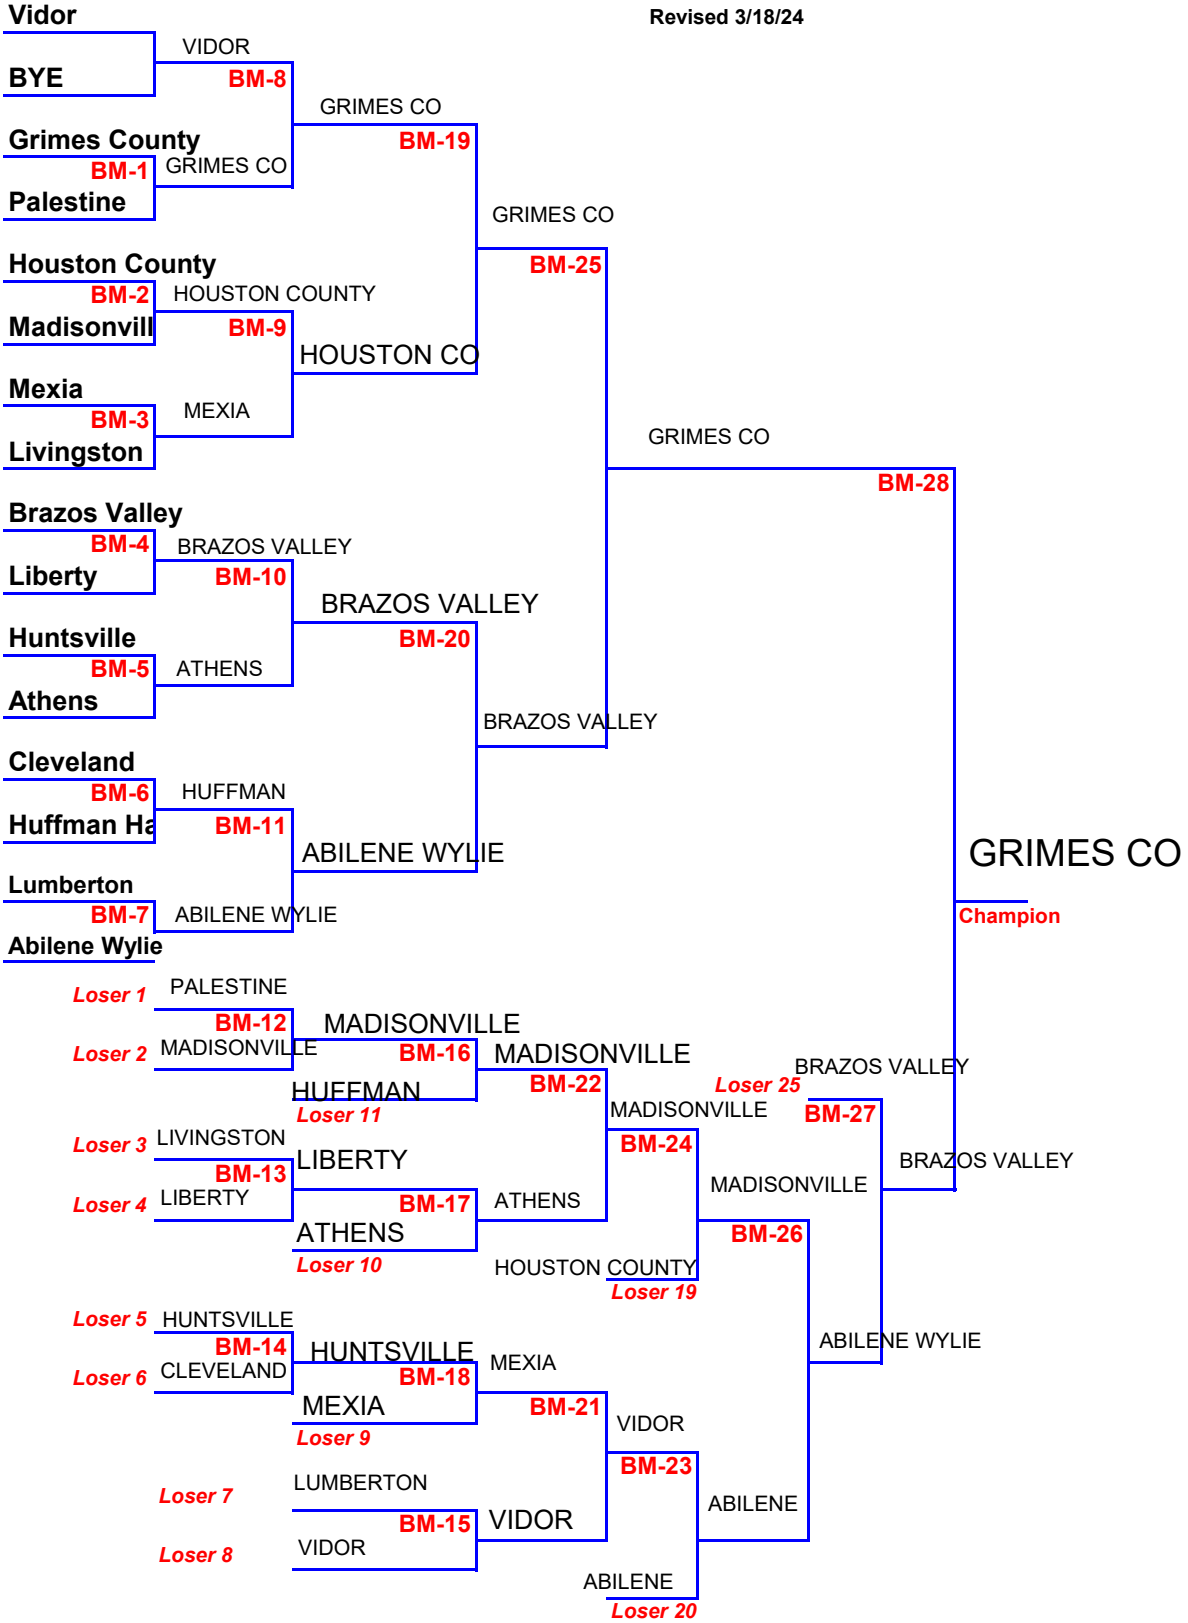 Vidor
Revised 3/18/24
VIDOR
BYE
BM-8
GRIMES CO
Grimes County
BM-19
BM-1
GRIMES CO
Palestine
GRIMES CO
Houston County
BM-25
BM-2
HOUSTON COUNTY
Madisonvill
BM-9
HOUSTON CO
Mexia
BM-3
MEXIA
Livingston
GRIMES CO
BM-28
Brazos Valley
BM-4
BRAZOS VALLEY
Liberty
BM-10
BRAZOS VALLEY
Huntsville
BM-20
BM-5
ATHENS
Athens
BRAZOS VALLEY
Cleveland
BM-6
HUFFMAN
Huffman Ha
BM-11
ABILENE WYLIE
GRIMES CO
Lumberton
BM-7
ABILENE WYLIE
Champion
Abilene Wylie
Loser 1
PALESTINE
BM-12
MADISONVILLE
Loser 2
MADISONVILLE
BM-16
MADISONVILLE
BRAZOS VALLEY
HUFFMAN
BM-22
Loser 25
Loser 11
MADISONVILLE
BM-27
Loser 3
LIVINGSTON
BM-24
BM-13
LIBERTY
BRAZOS VALLEY
Loser 4
LIBERTY
BM-17
ATHENS
MADISONVILLE
ATHENS
BM-26
Loser 10
HOUSTON COUNTY
Loser 19
Loser 5
HUNTSVILLE
BM-14
HUNTSVILLE
ABILENE WYLIE
Loser 6
CLEVELAND
BM-18
MEXIA
MEXIA
BM-21
Loser 9
VIDOR
BM-23
Loser 7
LUMBERTON
ABILENE
BM-15
VIDOR
Loser 8
VIDOR
ABILENE
Loser 20